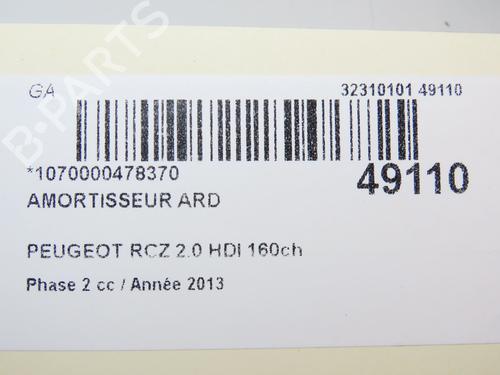 GA 32310101 49110
*1070000478370 49110
AMORTISSEUR ARD
PEUGEOT RCZ 2.0 HDI 160ch
Phase 2 cc / Année 2013
B-PARTS